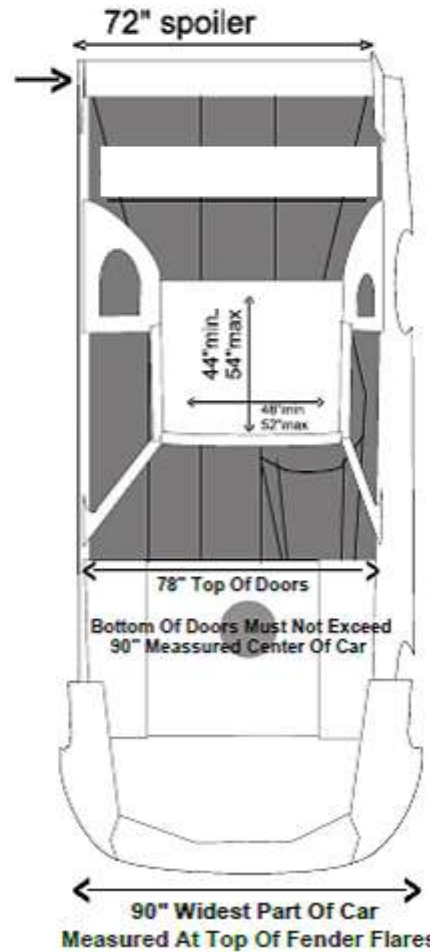 72" spoiler
44"min.
54"max
48"min
52"max
78" Top Of Doors
Bottom Of Doors Must Not Exceed
90" Meassured Center Of Car
90" Widest Part Of Car
Measured At Top Of Fender Flares